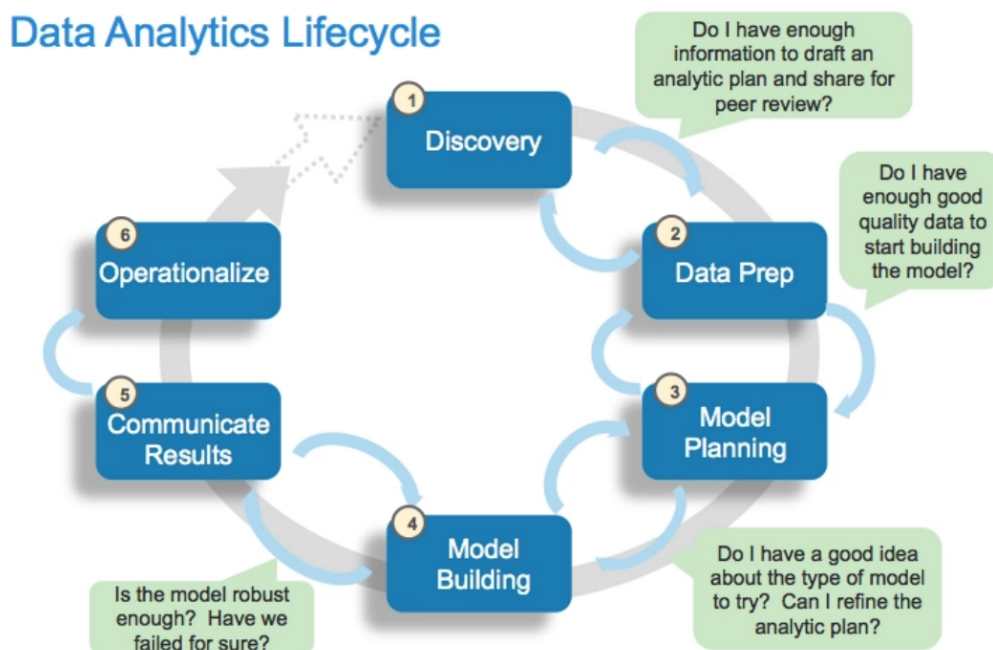 Data Analytics Lifecycle
Do I have enough
information to draft an
analytic plan and share for
peer review?
1
Discovery
Do I have
enough good
quality data to
start building
the model?
2
Data Prep
6
Operationalize
3
Model
Planning
5
Communicate
Results
4
Model
Building
Do I have a good idea
about the type of model
to try? Can I refine the
analytic plan?
Is the model robust
enough? Have we
failed for sure?